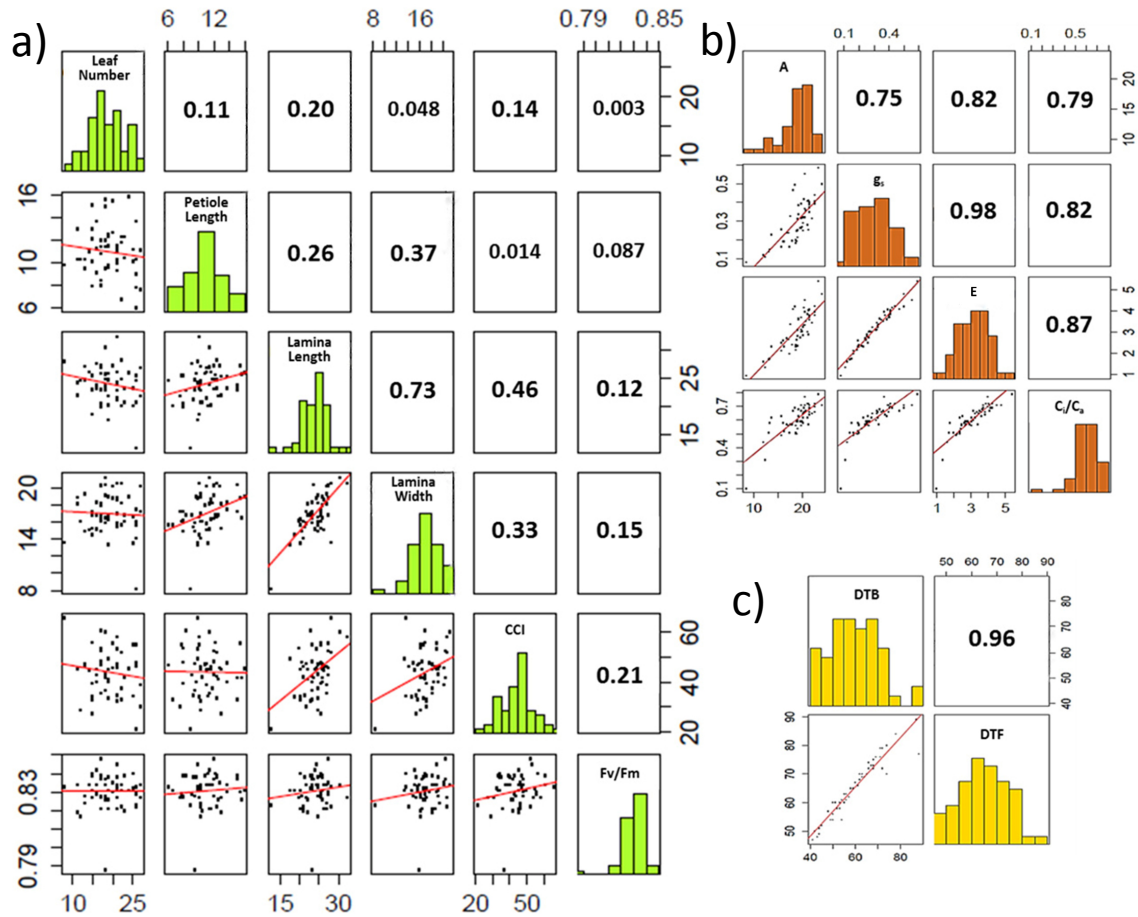 a)
6 12
8 16
0.79 0.85
Leaf
Number
0.11
0.20
0.048
0.14
0.003
10 20
Petiole
Length
0.26
0.37
0.014
0.087
6 10 16
Lamina
Length
0.73
0.46
0.12
15 25
Lamina
Width
0.33
0.15
8 14 20
CCI
0.21
20 40 60
Fv/Fm
0.79 0.83
10 25
15 30
20 50
b)
0.1 0.4
0.1 0.5
A
0.75
0.82
0.79
10 15 20
gs
0.98
0.82
0.1 0.3 0.5
E
0.87
1 2 3 4 5
Ci/Ca
0.1 0.5 0.7
10 20
1 3 5
c)
50 60 70 80 90
DTB
0.96
40 50 60 70 80
DTF
50 60 70 80 90
40 60 80